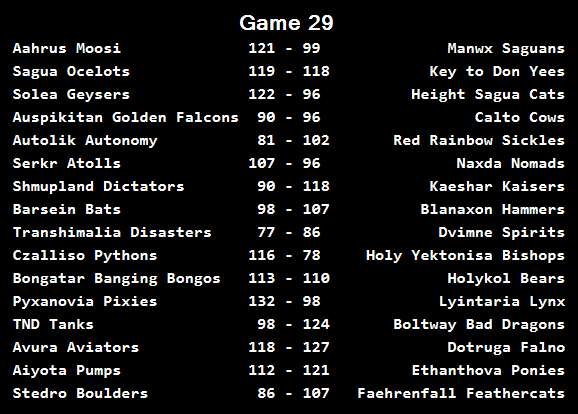 Game 29
Aahrus Moosi 121 - 99 Manwx Saguans
Sagua Ocelots 119 - 118 Key to Don Yees
Solea Geysers 122 - 96 Height Sagua Cats
Auspikitan Golden Falcons 90 - 96 Calto Cows
Autolik Autonomy 81 - 102 Red Rainbow Sickles
Serkr Atolls 107 - 96 Naxda Nomads
Shmupland Dictators 90 - 118 Kaeshar Kaisers
Barsein Bats 98 - 107 Blanaxon Hammers
Transhimalia Disasters 77 - 86 Dvimne Spirits
Czalliso Pythons 116 - 78 Holy Yektonisa Bishops
Bongatar Banging Bongos 113 - 110 Holykol Bears
Pyxanovia Pixies 132 - 98 Lyintaria Lynx
TND Tanks 98 - 124 Boltway Bad Dragons
Avura Aviators 118 - 127 Dotruga Falno
Aiyota Pumps 112 - 121 Ethanthova Ponies
Stedro Boulders 86 - 107 Faehrenfall Feathercats